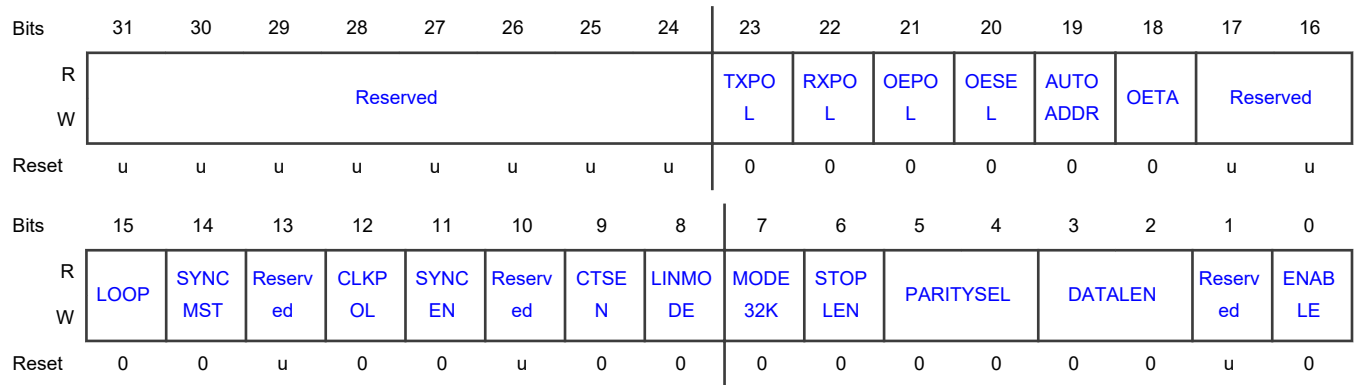 Bits 31 30 29 28 27 26 25 24 23 22 21 20 19 18 17 16
R
W
Reserved
TXPO
L
RXPO
L
OEPO
L
OESE
L
AUTO
ADDR
OETA
Reserved
Reset u u u u u u u u 0 0 0 0 0 0 u u
Bits 15 14 13 12 11 10 9 8 7 6 5 4 3 2 1 0
R
W
LOOP
SYNC
MST
Reserv
ed
CLKP
OL
SYNC
EN
Reserv
ed
CTSE
N
LINMO
DE
MODE
32K
STOP
LEN
PARITYSEL
DATALEN
Reserv
ed
ENAB
LE
Reset 0 0 u 0 0 u 0 0 0 0 0 0 0 0 u 0